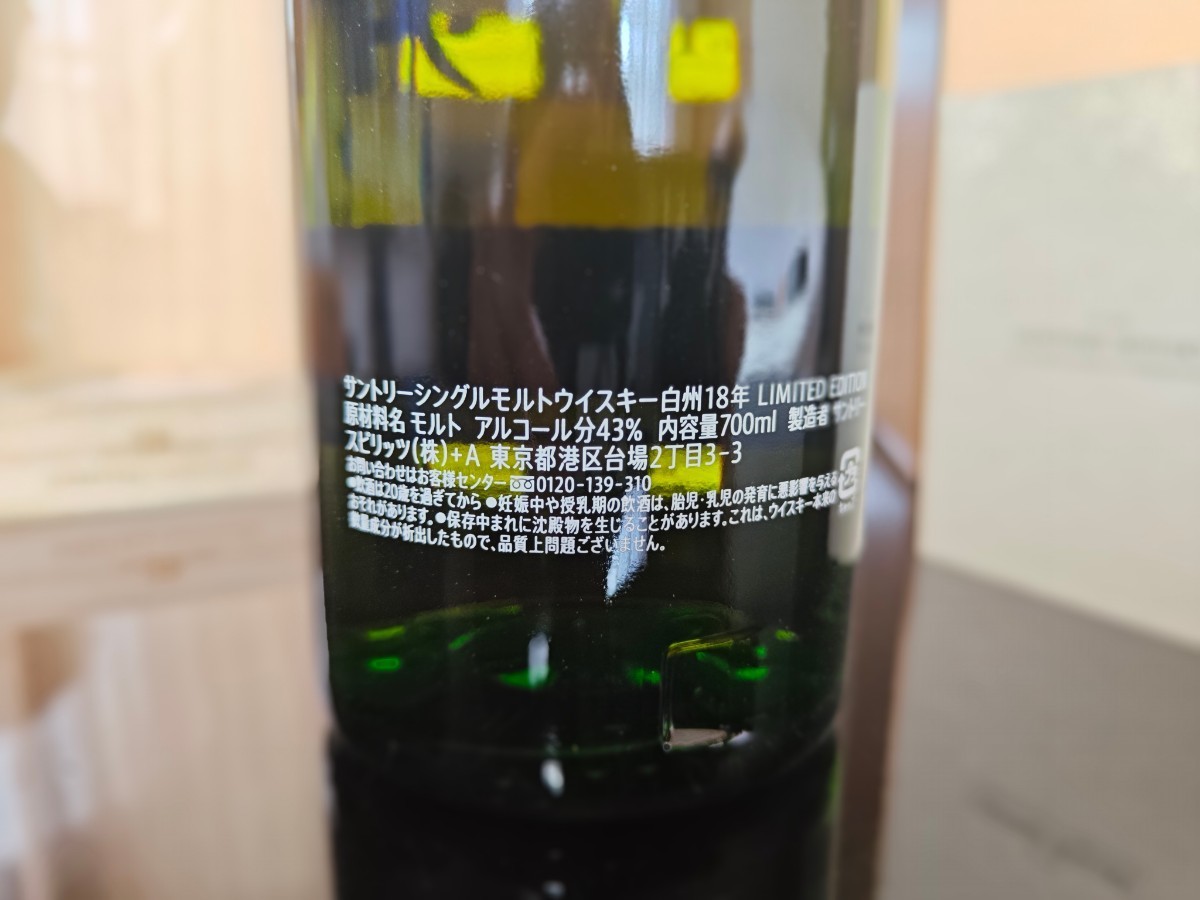 サントリーシングルモルトウイスキー白州18年 LIMITED EDITION
原材料名 モルト アルコール分43% 内容量700ml 製造者 サントリー
スピリッツ(株)+A 東京都港区台場2丁目3-3
お問い合わせはお客様センター 0120-139-310
●飲酒は20歳を過ぎてから ●妊娠中や授乳期の飲酒は、胎児・乳児の発育に悪影響を与える
おそれがあります。●保存中まれに沈殿物を生じることがあります。これは、ウイスキー本来の
微量成分が析出したもので、品質上問題ございません。